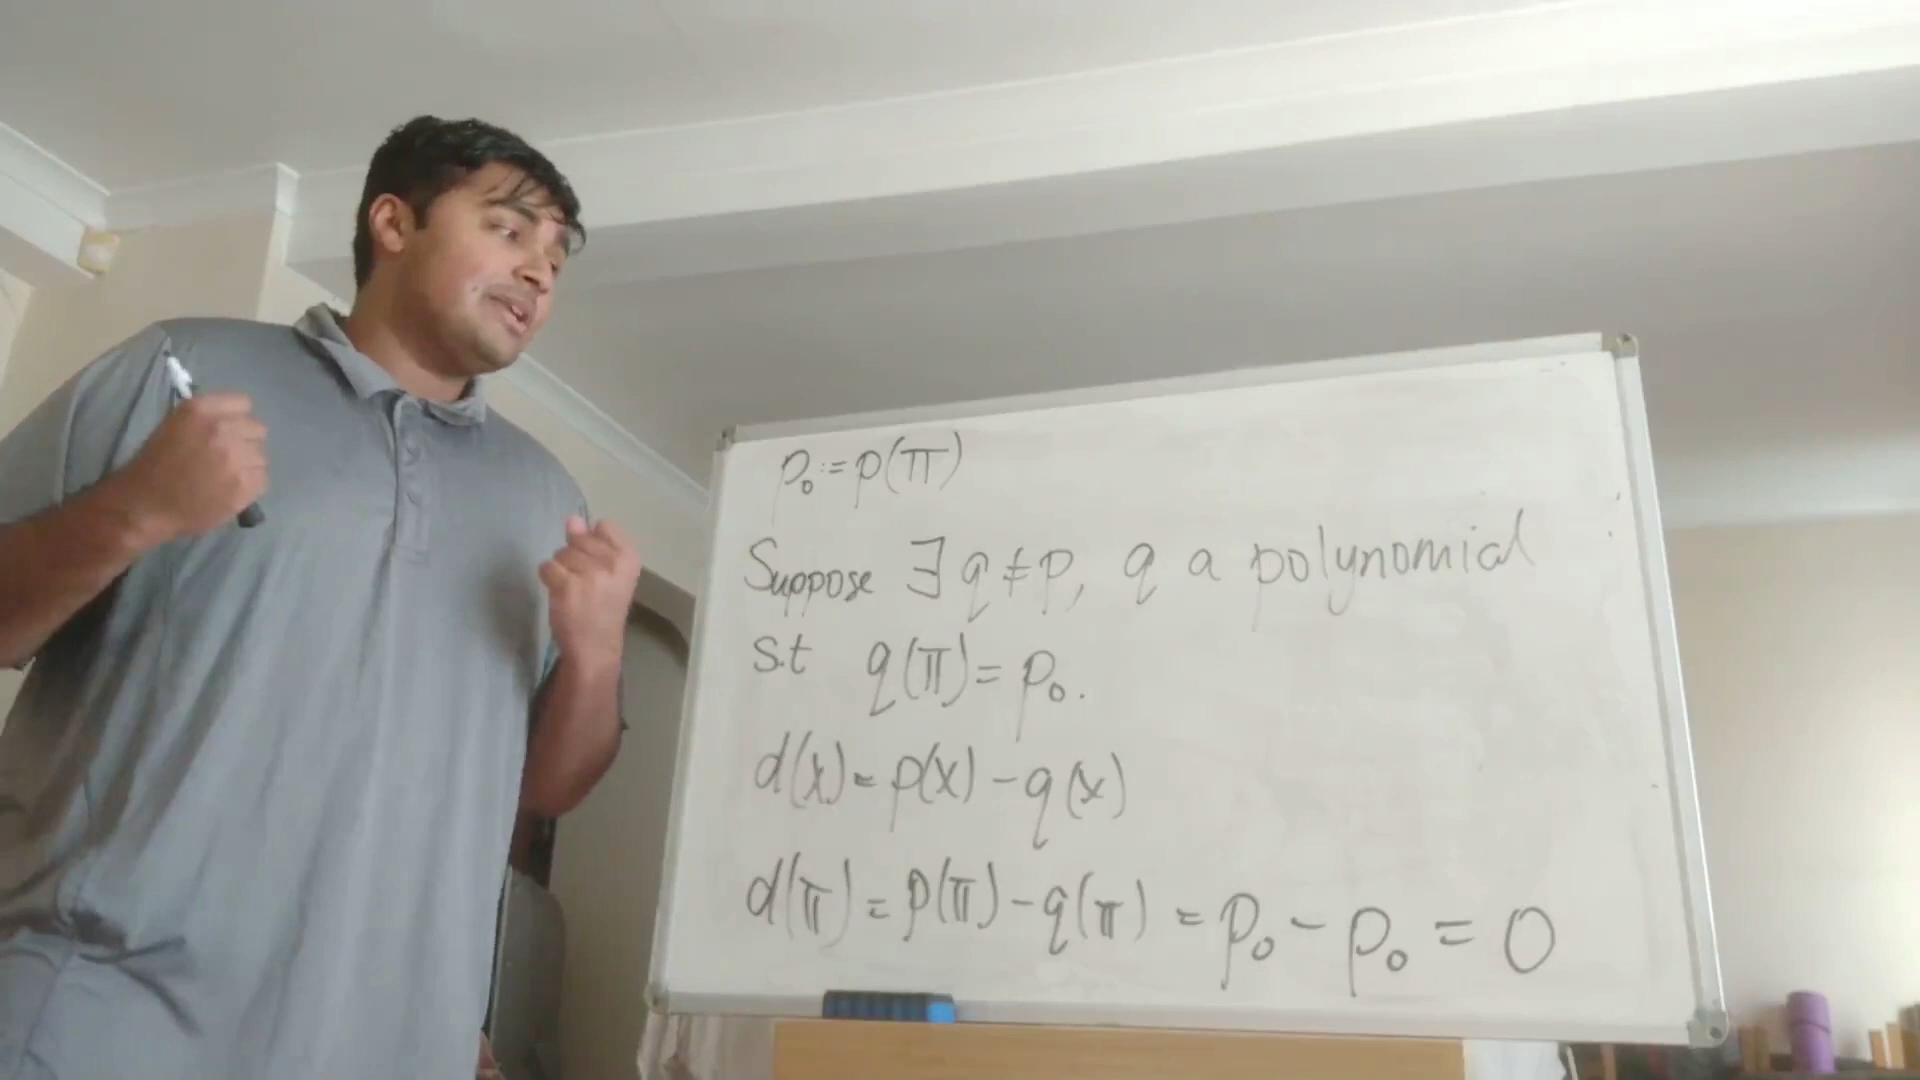 p₀ := p(π)
Suppose ∃ q ≠ p, q a polynomial
s.t q(π) = p₀.
d(x) = p(x) - q(x)
d(π) = p(π) - q(π) = p₀ - p₀ = 0